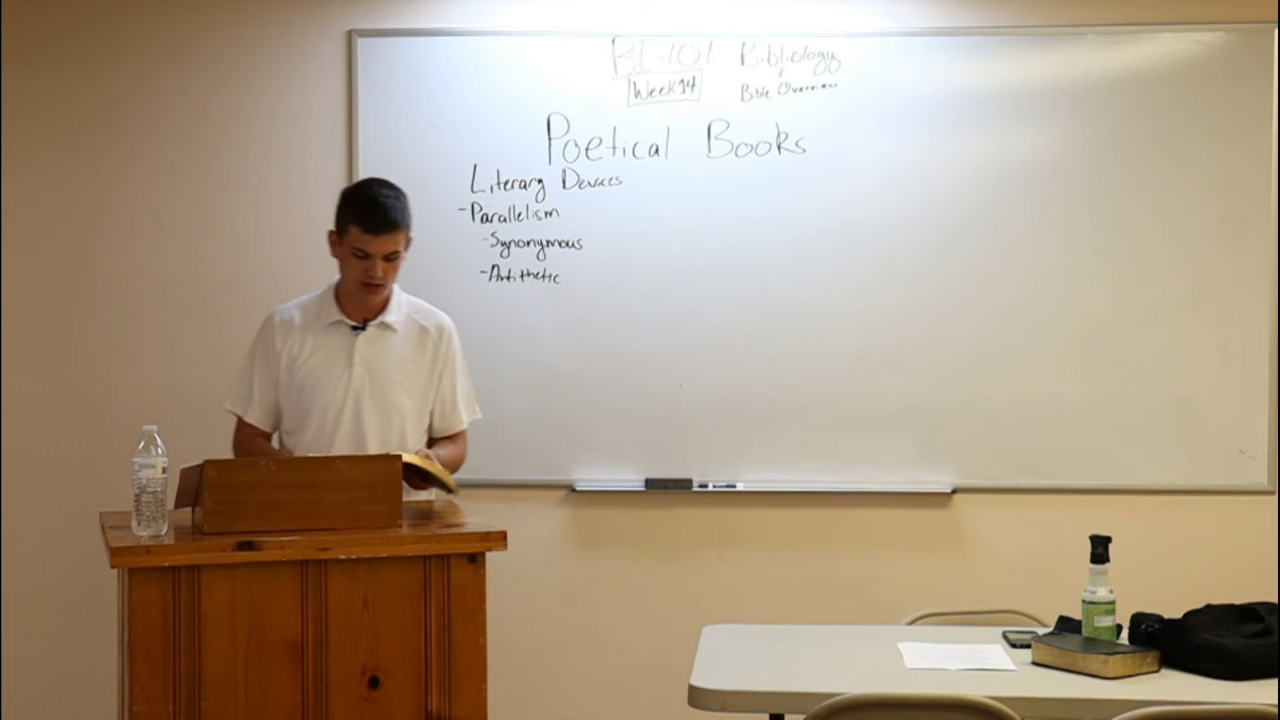 BI-101 Bibliology
Week 14 & Bible Overview
Poetical Books
Literary Devices
-Parallelism
-Synonymous
-Antithetic